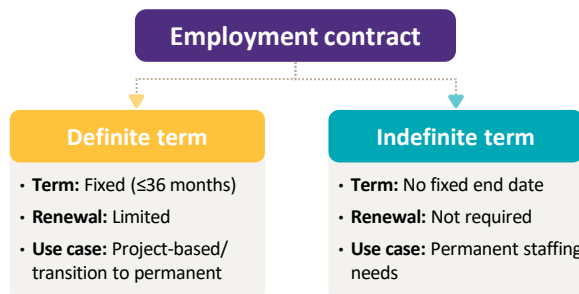 Employment contract
Definite term
• Term: Fixed (≤36 months)
• Renewal: Limited
• Use case: Project-based/
transition to permanent
Indefinite term
• Term: No fixed end date
• Renewal: Not required
• Use case: Permanent staffing
needs